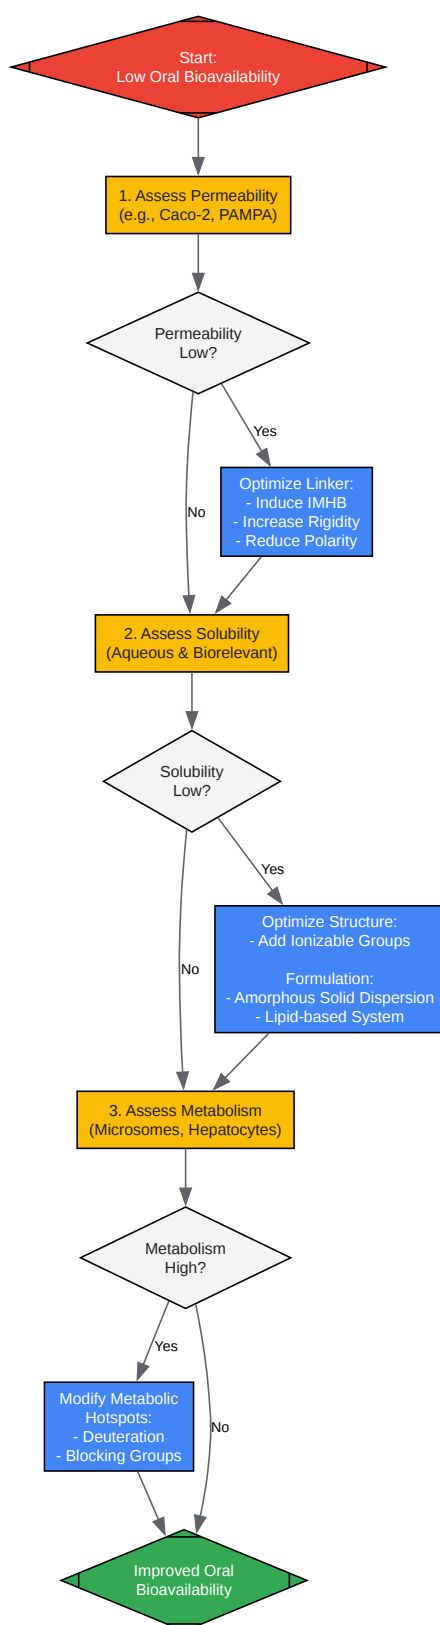 Start:
Low Oral Bioavailability
1. Assess Permeability
(e.g., Caco-2, PAMPA)
Permeability
Low?
Yes
No
Optimize Linker:
- Induce IMHB
- Increase Rigidity
- Reduce Polarity
2. Assess Solubility
(Aqueous & Biorelevant)
Solubility
Low?
Yes
No
Optimize Structure:
- Add Ionizable Groups
Formulation:
- Amorphous Solid Dispersion
- Lipid-based System
3. Assess Metabolism
(Microsomes, Hepatocytes)
Metabolism
High?
Yes
No
Modify Metabolic
Hotspots:
- Deuteration
- Blocking Groups
Improved Oral
Bioavailability